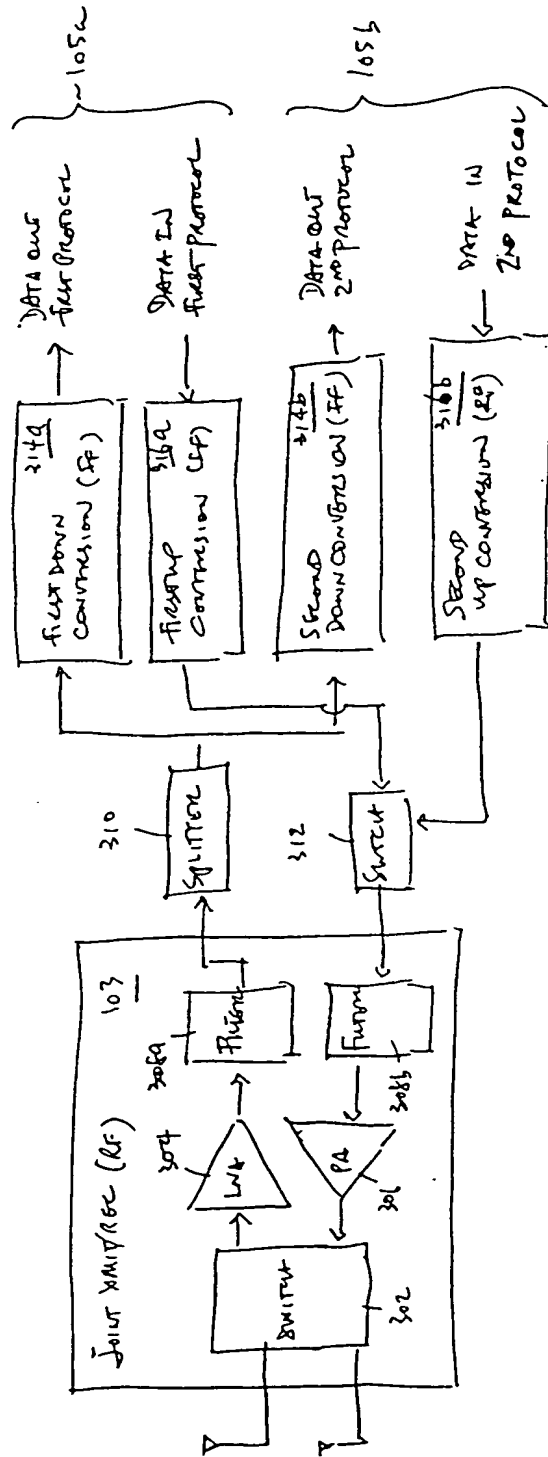 JOINT XMIT/REC (RF)
103
SWITCH
302
LNA
304
PA
306
FILTER
308a
FILTER
308b
SPLITTER
310
SWITCH
312
FIRST DOWN
CONVERSION (IF)
314a
FIRST UP
CONVERSION (IF)
316a
SECOND
DOWN CONVERSION (IF)
314b
SECOND
UP CONVERSION
316b
DATA OUT
FIRST PROTOCOL
DATA IN
FIRST PROTOCOL
~105a
DATA OUT
2ND PROTOCOL
DATA IN
2ND PROTOCOL
105b